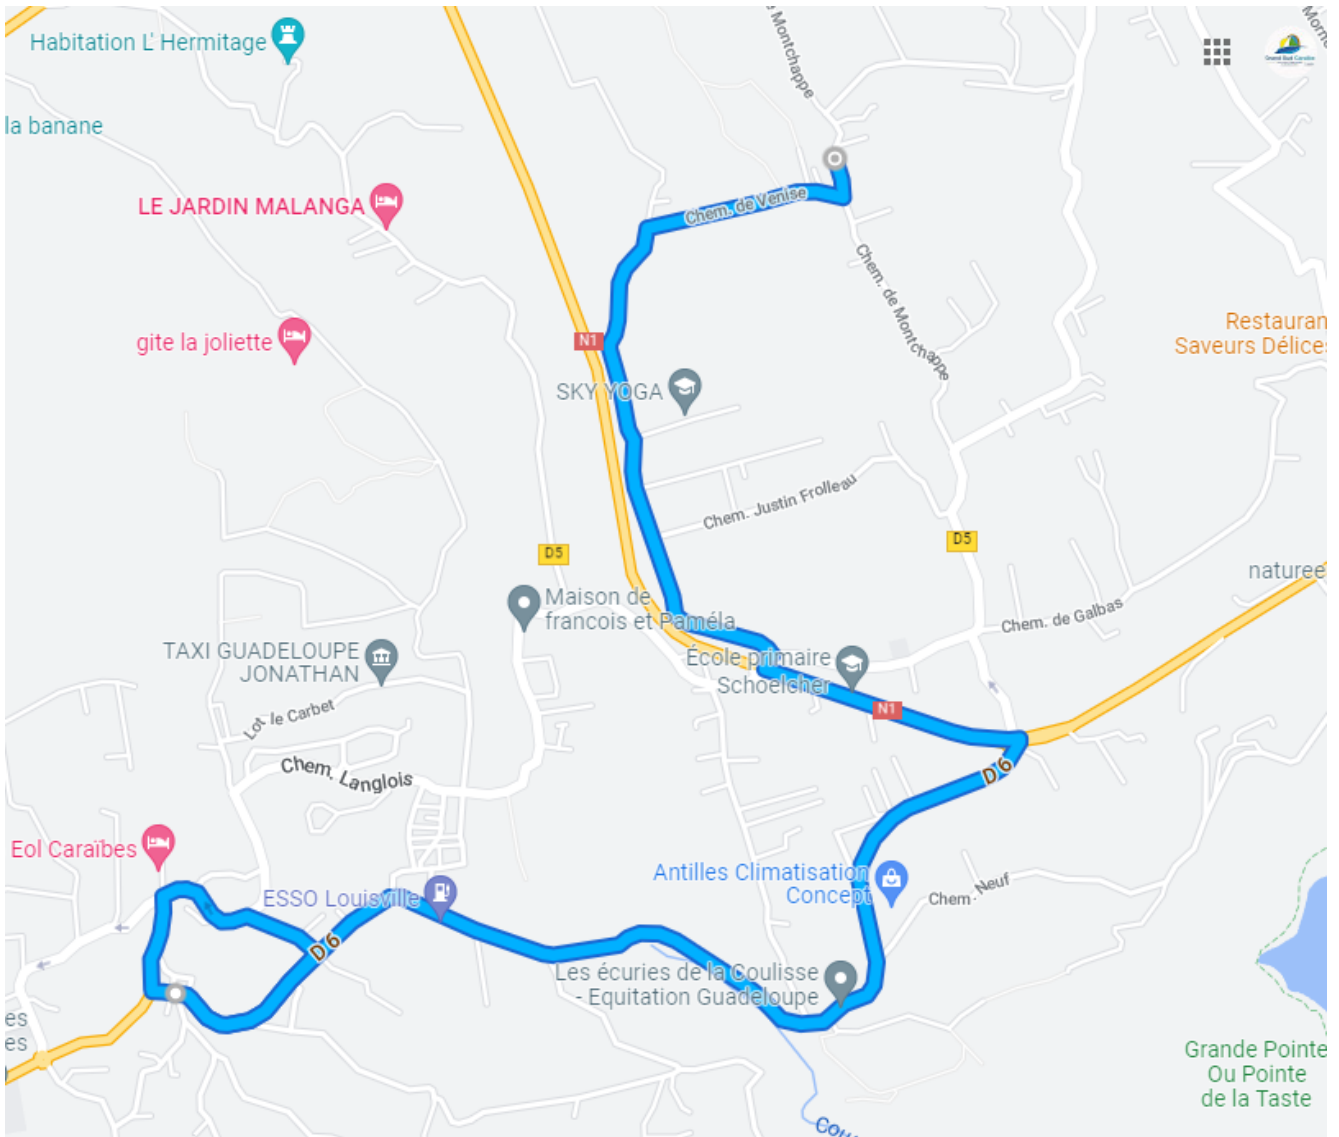 Habitation L' Hermitage
la banane
LE JARDIN MALANGA
gite la joliette
N1
SKY YOGA
Chem. de Venise
Montchappe
Chem. de Montchappe
Restauran
Saveurs Délices
Chem. Justin Frolleau
D5
D5
naturee
Maison de
francois et Paméla
Chem. de Galbas
TAXI GUADELOUPE
JONATHAN
École primaire
Schoelcher
Lot. le Carbet
N1
Chem. Langlois
D 6
Eol Caraïbes
ESSO Louisville
Antilles Climatisation
Concept
Chem. Neuf
D 6
Les écuries de la Coulisse
- Equitation Guadeloupe
es
es
Grande Pointe
Ou Pointe
de la Taste